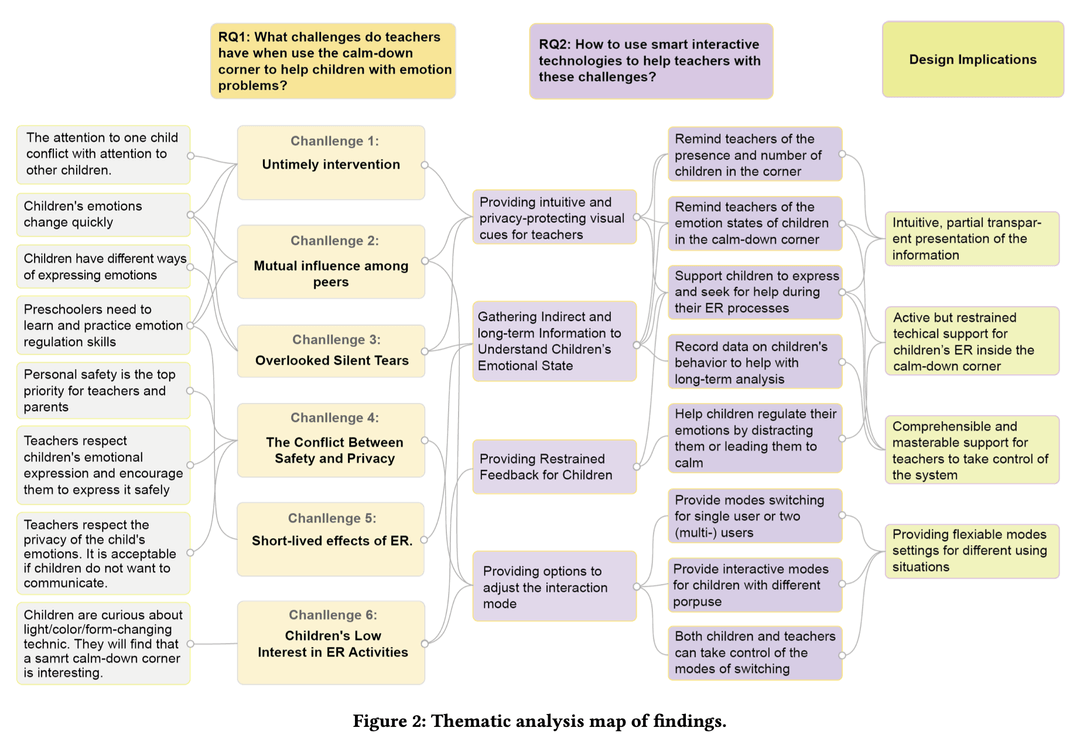 RQ1: What challenges do teachers
have when use the calm-down
corner to help children with emotion
problems?
RQ2: How to use smart interactive
technologies to help teachers with
these challenges?
Design Implications
The attention to one child
conflict with attention to
other children.
Children's emotions
change quickly
Children have different ways
of expressing emotions
Preschoolers need to
learn and practice emotion
regulation skills
Personal safety is the top
priority for teachers and
parents
Teachers respect
children's emotional
expression and encourage
them to express it safely
Teachers respect the
privacy of the child's
emotions. It is acceptable
if children do not want to
communicate.
Children are curious about
light/color/form-changing
technic. They will find that
a samrt calm-down corner
is interesting.
Chanllenge 1:
Untimely intervention
Chanllenge 2:
Mutual influence among
peers
Chanllenge 3:
Overlooked Silent Tears
Chanllenge 4:
The Conflict Between
Safety and Privacy
Chanllenge 5:
Short-lived effects of ER.
Chanllenge 6:
Children's Low
Interest in ER Activities
Providing intuitive and
privacy-protecting visual
cues for teachers
Gathering Indirect and
long-term Information to
Understand Children's
Emotional State
Providing Restrained
Feedback for Children
Providing options to
adjust the interaction
mode
Remind teachers of the
presence and number of
children in the corner
Remind teachers of the
emotion states of children
in the calm-down corner
Support children to express
and seek for help during
their ER processes
Record data on children's
behavior to help with
long-term analysis
Help children regulate their
emotions by distracting
them or leading them to
calm
Provide modes switching
for single user or two
(multi-) users
Provide interactive modes
for children with different
porpuse
Both children and teachers
can take control of the
modes of switching
Intuitive, partial transpar-
ent presentation of the
information
Active but restrained
techical support for
children's ER inside the
calm-down corner
Comprehensible and
masterable support for
teachers to take control of
the system
Providing flexiable modes
settings for different using
situations
Figure 2: Thematic analysis map of findings.